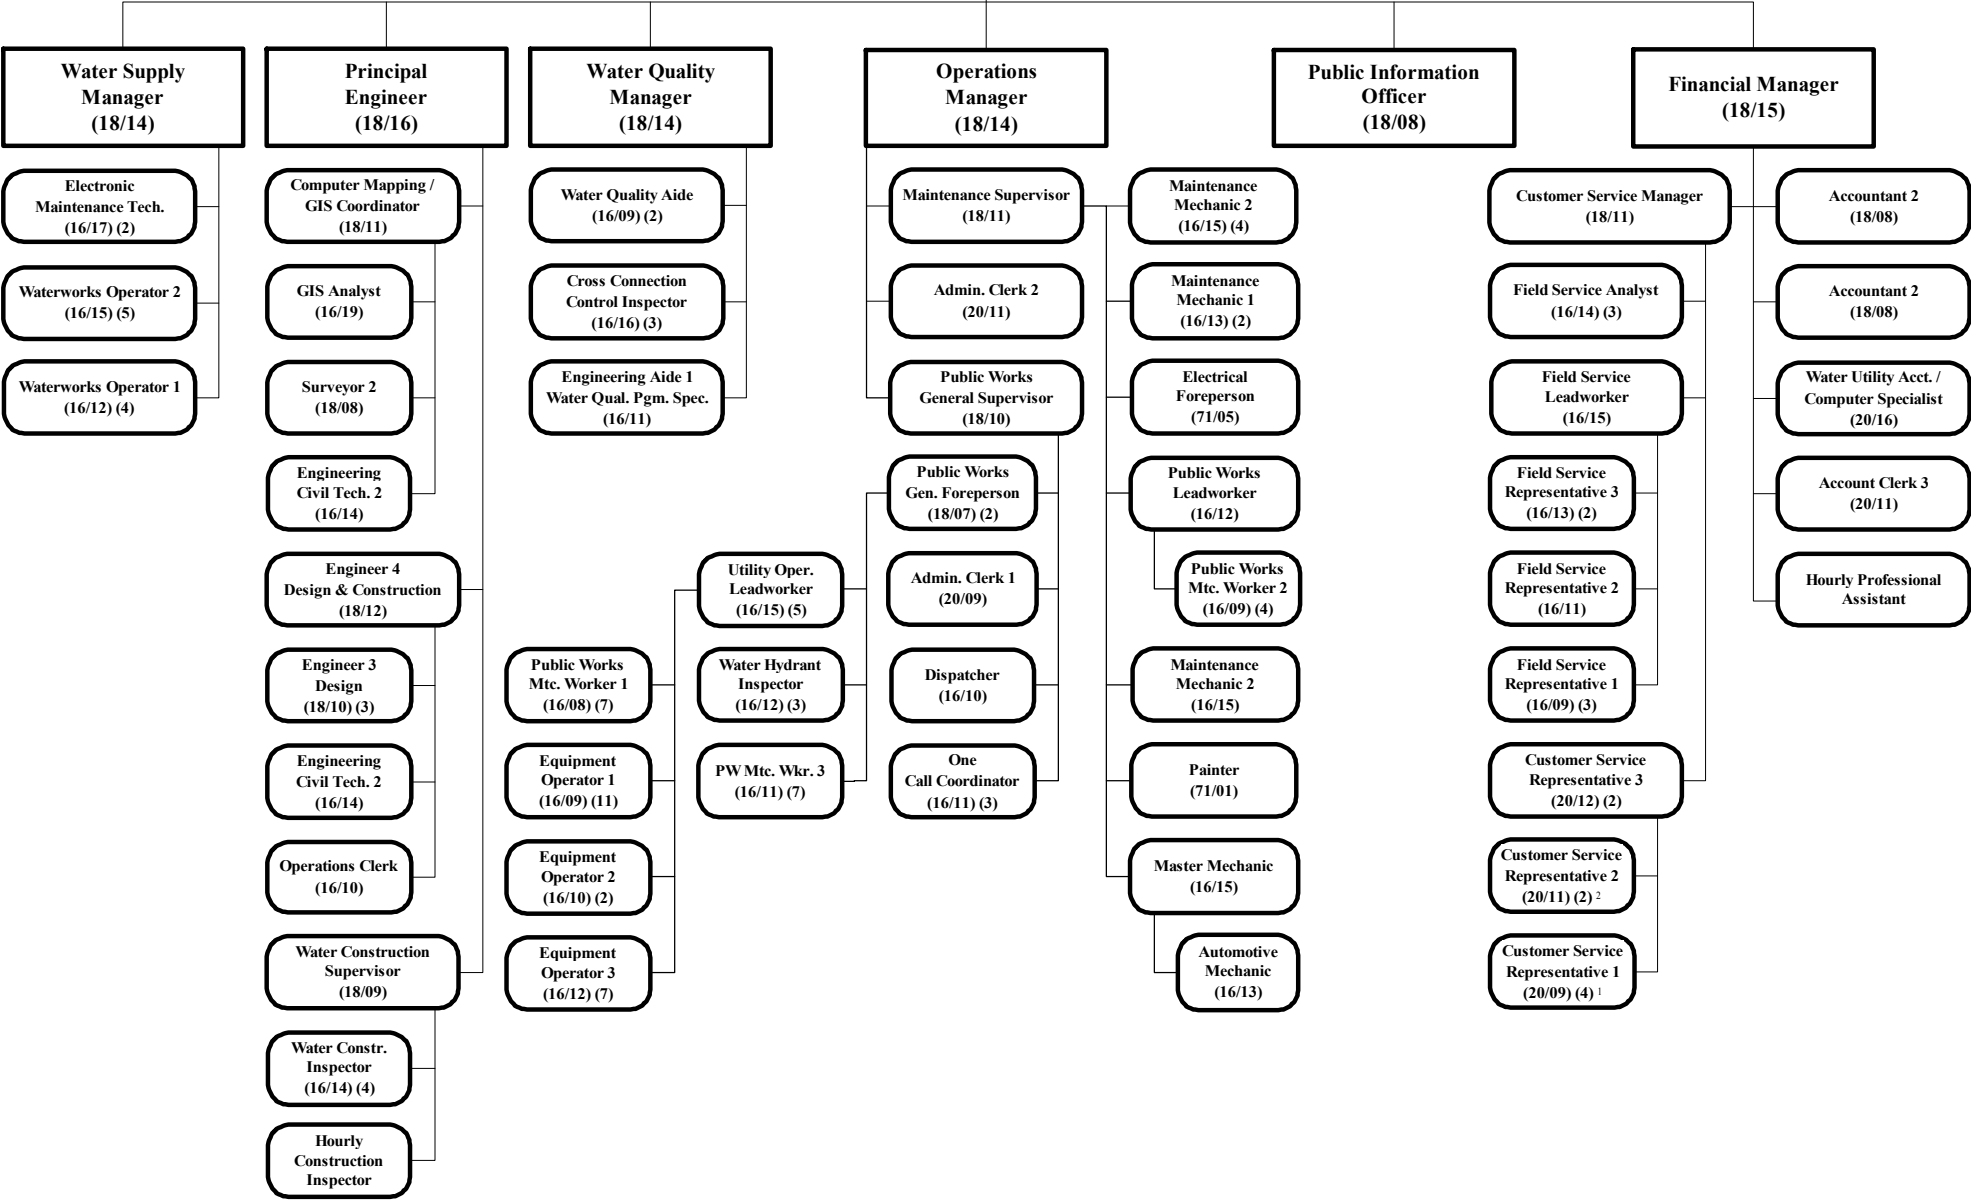 Water Supply
Manager
(18/14)
Principal
Engineer
(18/16)
Water Quality
Manager
(18/14)
Operations
Manager
(18/14)
Public Information
Officer
(18/08)
Financial Manager
(18/15)
Electronic
Maintenance Tech.
(16/17) (2)
Waterworks Operator 2
(16/15) (5)
Waterworks Operator 1
(16/12) (4)
Computer Mapping /
GIS Coordinator
(18/11)
GIS Analyst
(16/19)
Surveyor 2
(18/08)
Engineering
Civil Tech. 2
(16/14)
Engineer 4
Design & Construction
(18/12)
Engineer 3
Design
(18/10) (3)
Engineering
Civil Tech. 2
(16/14)
Operations Clerk
(16/10)
Water Construction
Supervisor
(18/09)
Water Constr.
Inspector
(16/14) (4)
Hourly
Construction
Inspector
Water Quality Aide
(16/09) (2)
Cross Connection
Control Inspector
(16/16) (3)
Engineering Aide 1
Water Qual. Pgm. Spec.
(16/11)
Maintenance Supervisor
(18/11)
Admin. Clerk 2
(20/11)
Public Works
General Supervisor
(18/10)
Public Works
Gen. Foreperson
(18/07) (2)
Admin. Clerk 1
(20/09)
Dispatcher
(16/10)
One
Call Coordinator
(16/11) (3)
Utility Oper.
Leadworker
(16/15) (5)
Water Hydrant
Inspector
(16/12) (3)
PW Mtc. Wkr. 3
(16/11) (7)
Public Works
Mtc. Worker 1
(16/08) (7)
Equipment
Operator 1
(16/09) (11)
Equipment
Operator 2
(16/10) (2)
Equipment
Operator 3
(16/12) (7)
Maintenance
Mechanic 2
(16/15) (4)
Maintenance
Mechanic 1
(16/13) (2)
Electrical
Foreperson
(71/05)
Public Works
Leadworker
(16/12)
Public Works
Mtc. Worker 2
(16/09) (4)
Maintenance
Mechanic 2
(16/15)
Painter
(71/01)
Master Mechanic
(16/15)
Automotive
Mechanic
(16/13)
Customer Service Manager
(18/11)
Field Service Analyst
(16/14) (3)
Field Service
Leadworker
(16/15)
Field Service
Representative 3
(16/13) (2)
Field Service
Representative 2
(16/11)
Field Service
Representative 1
(16/09) (3)
Customer Service
Representative 3
(20/12) (2)
Customer Service
Representative 2
(20/11) (2) 2
Customer Service
Representative 1
(20/09) (4) 1
Accountant 2
(18/08)
Accountant 2
(18/08)
Water Utility Acct. /
Computer Specialist
(20/16)
Account Clerk 3
(20/11)
Hourly Professional
Assistant